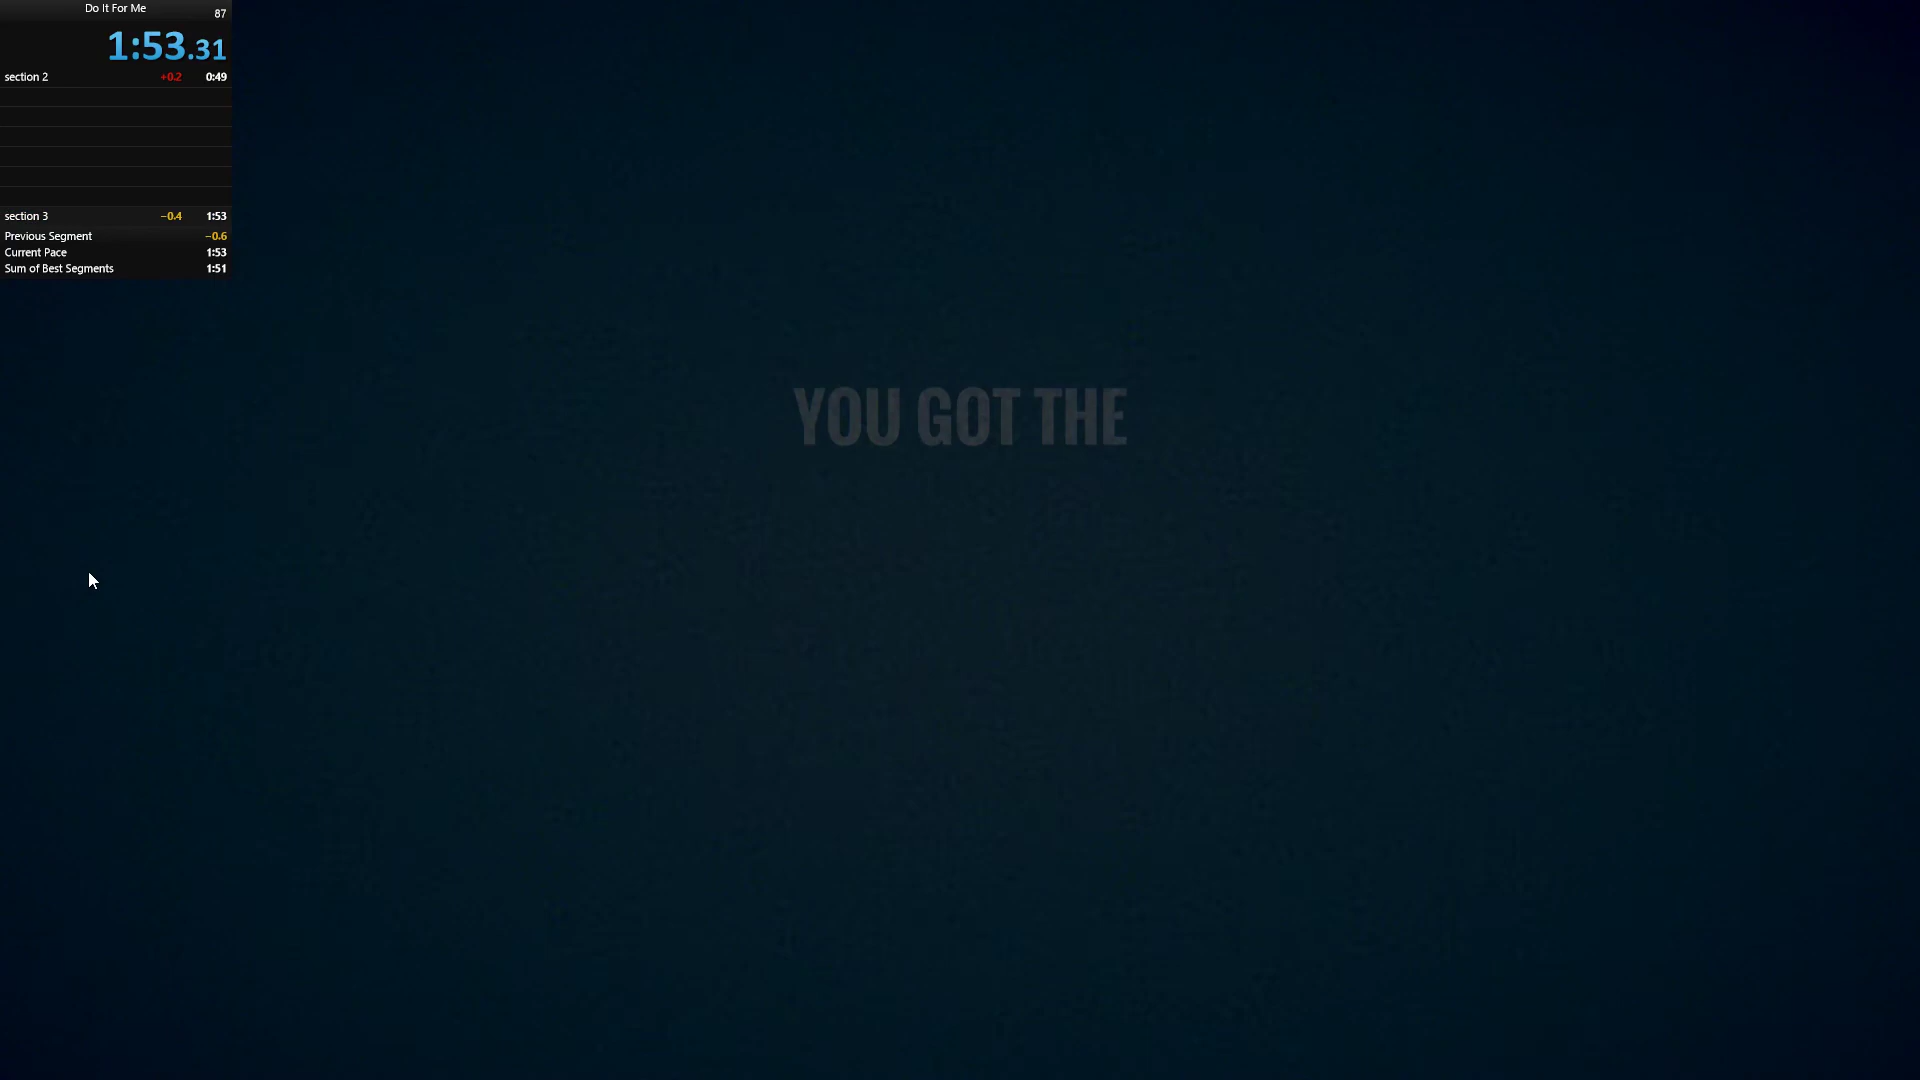 Do It For Me
87
1:53.31
section 2 +0.2 0:49
section 3 −0.4 1:53
Previous Segment −0.6
Current Pace 1:53
Sum of Best Segments 1:51
YOU GOT THE